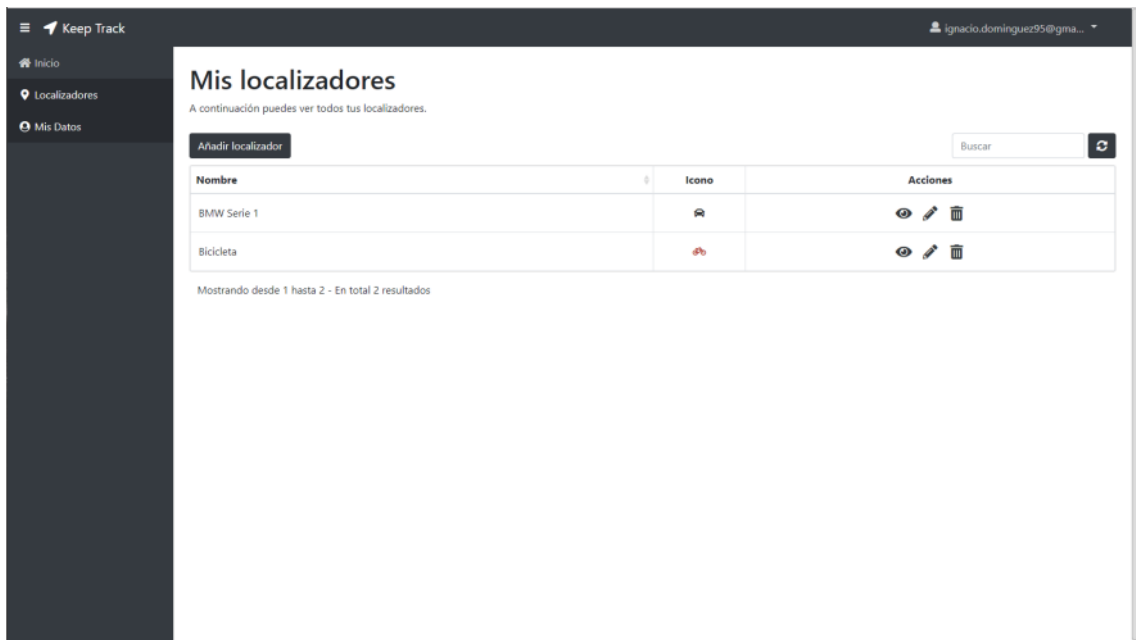 Keep Track
ignacio.dominguez95@gma...
Inicio
Localizadores
Mis Datos
Mis localizadores
A continuación puedes ver todos tus localizadores.
Añadir localizador
Buscar
Nombre Icono Acciones
BMW Serie 1
Bicicleta
Mostrando desde 1 hasta 2 - En total 2 resultados